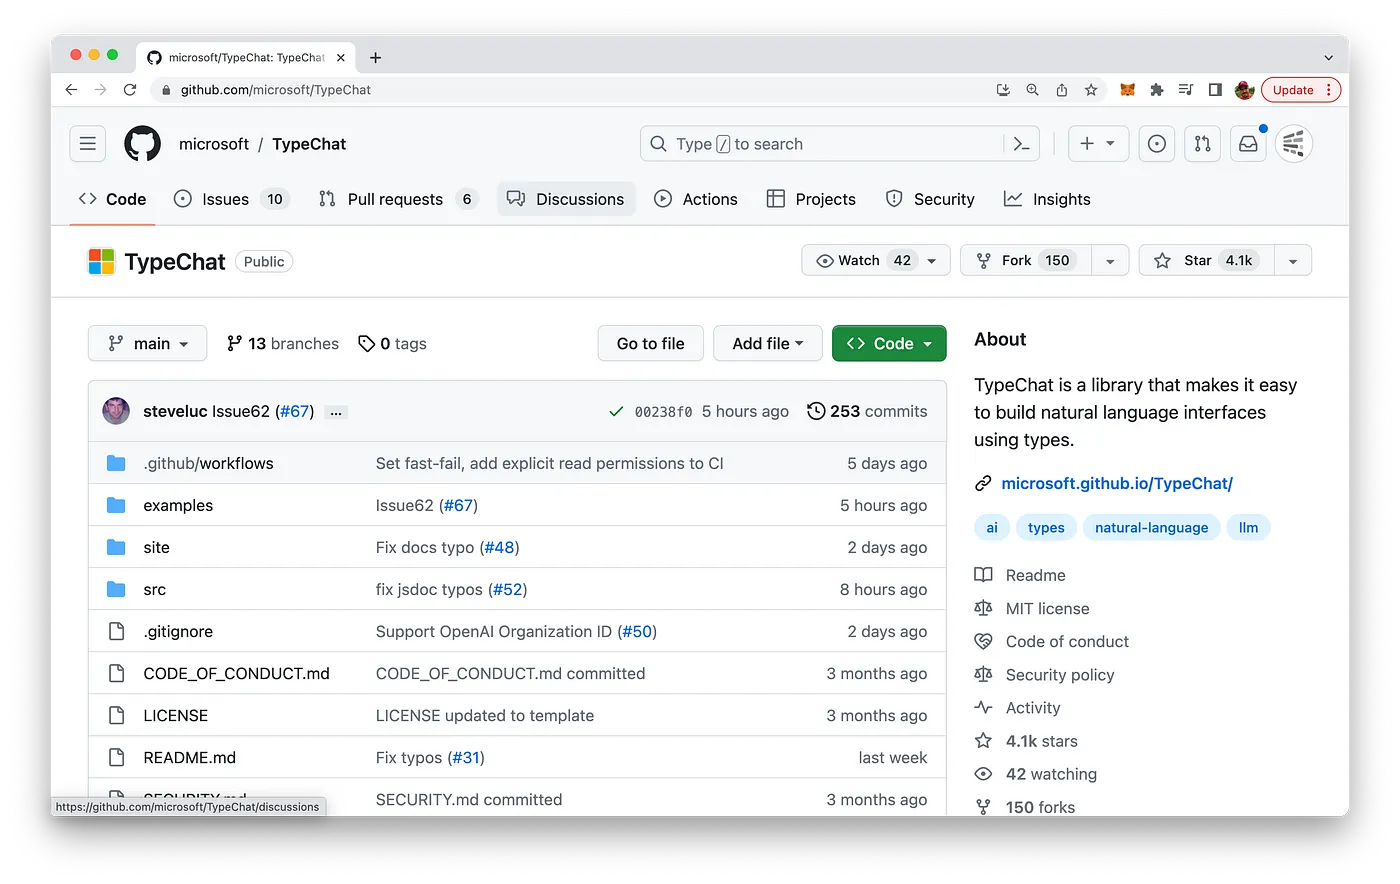 microsoft/TypeChat: TypeChat
github.com/microsoft/TypeChat
Update
microsoft / TypeChat
Type / to search
Code
Issues 10
Pull requests 6
Discussions
Actions
Projects
Security
Insights
TypeChat Public
Watch 42
Fork 150
Star 4.1k
main
13 branches
0 tags
Go to file
Add file
Code
steveluc Issue62 (#67) ...
00238f0 5 hours ago
253 commits
.github/workflows Set fast-fail, add explicit read permissions to CI 5 days ago
examples Issue62 (#67) 5 hours ago
site Fix docs typo (#48) 2 days ago
src fix jsdoc typos (#52) 8 hours ago
.gitignore Support OpenAI Organization ID (#50) 2 days ago
CODE_OF_CONDUCT.md CODE_OF_CONDUCT.md committed 3 months ago
LICENSE LICENSE updated to template 3 months ago
README.md Fix typos (#31) last week
SECURITY.md SECURITY.md committed 3 months ago
https://github.com/microsoft/TypeChat/discussions
About
TypeChat is a library that makes it easy
to build natural language interfaces
using types.
microsoft.github.io/TypeChat/
ai types natural-language llm
Readme
MIT license
Code of conduct
Security policy
Activity
4.1k stars
42 watching
150 forks